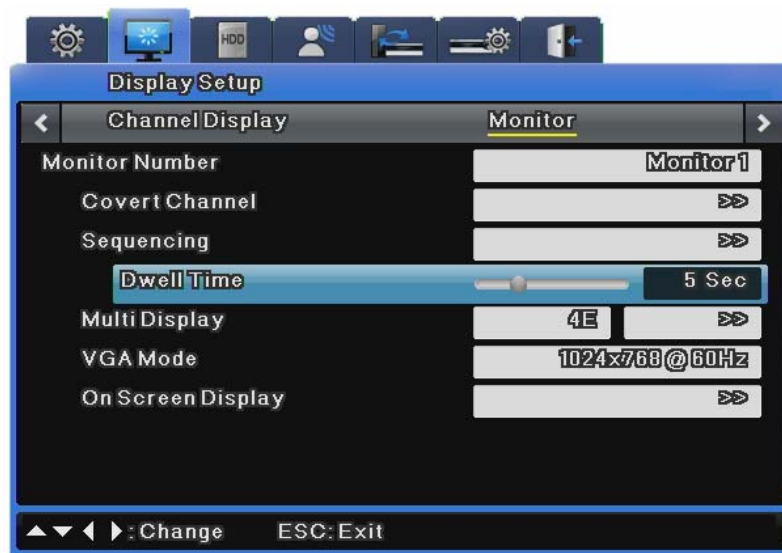 HDD
Display Setup
Channel Display Monitor
Monitor Number Monitor 1
Covert Channel >>
Sequencing >>
Dwell Time 5 Sec
Multi Display 4E >>
VGA Mode 1024x768 @ 60Hz
On Screen Display >>
:Change ESC:Exit